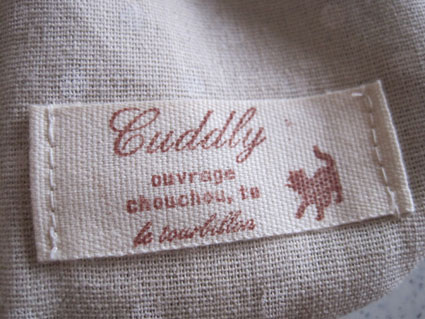 Cuddly
ouvrage
chouchou, te
le tourbillon